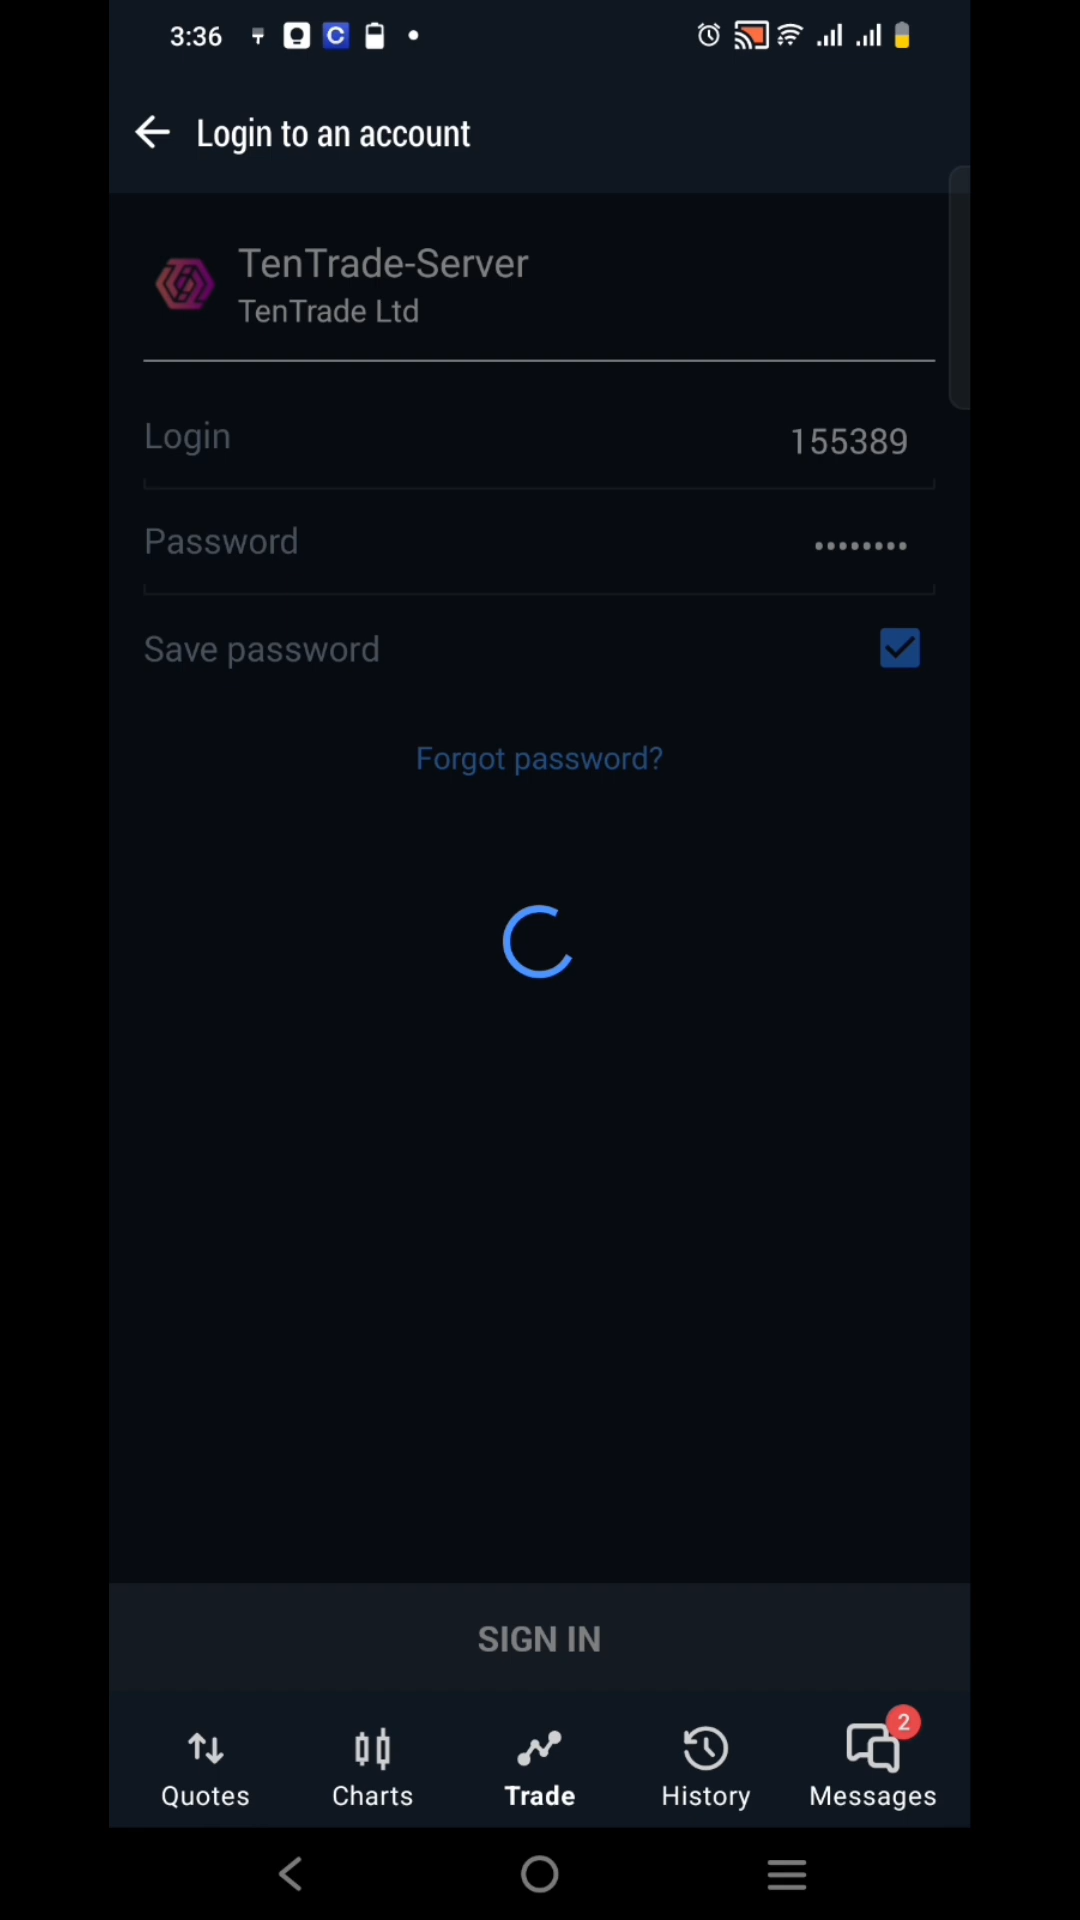 3:36
Login to an account
TenTrade-Server
TenTrade Ltd
Login 155389
Password ••••••••
Save password
Forgot password?
SIGN IN
2
Quotes Charts Trade History Messages